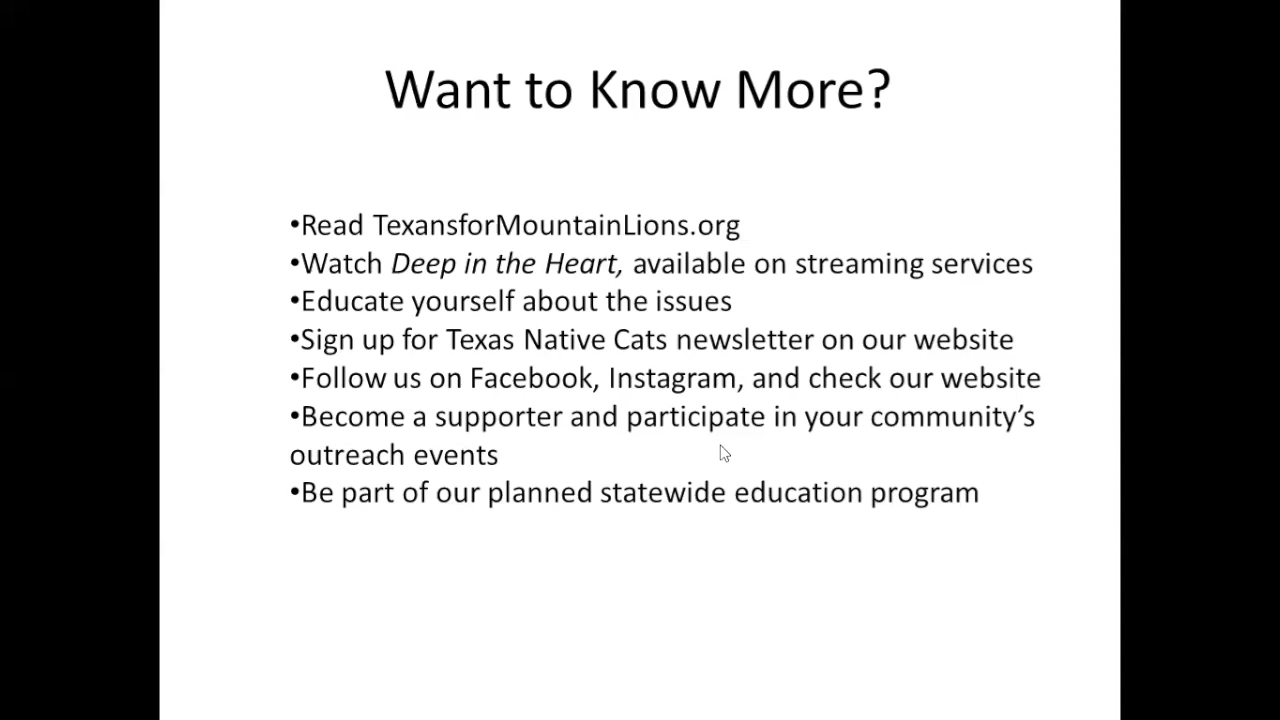 Want to Know More?
•Read TexansforMountainLions.org
•Watch Deep in the Heart, available on streaming services
•Educate yourself about the issues
•Sign up for Texas Native Cats newsletter on our website
•Follow us on Facebook, Instagram, and check our website
•Become a supporter and participate in your community’s
outreach events
•Be part of our planned statewide education program